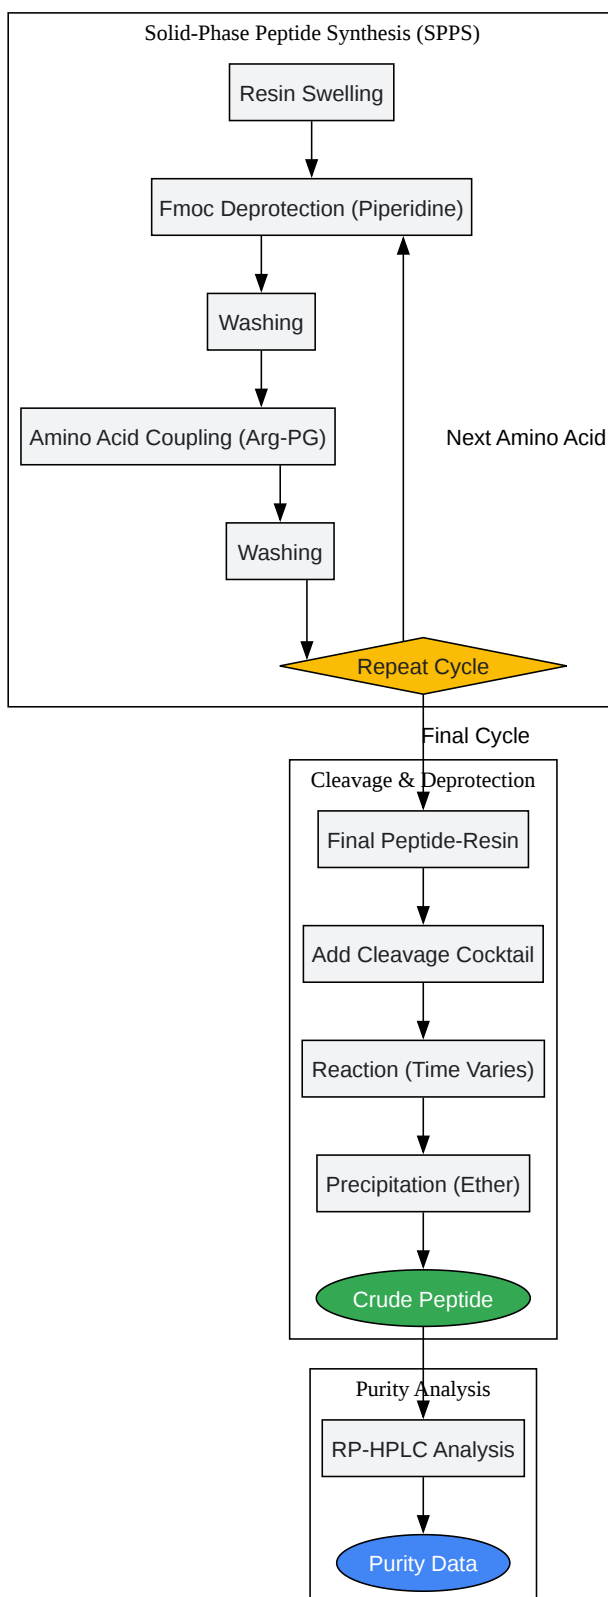 Solid-Phase Peptide Synthesis (SPPS)
Resin Swelling
Fmoc Deprotection (Piperidine)
Washing
Amino Acid Coupling (Arg-PG)
Next Amino Acid
Washing
Repeat Cycle
Final Cycle
Cleavage & Deprotection
Final Peptide-Resin
Add Cleavage Cocktail
Reaction (Time Varies)
Precipitation (Ether)
Crude Peptide
Purity Analysis
RP-HPLC Analysis
Purity Data